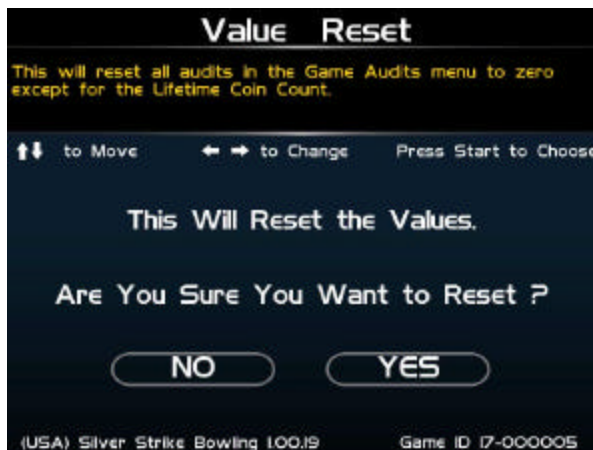 Value Reset
This will reset all audits in the Game Audits menu to zero
except for the Lifetime Coin Count.
to Move to Change Press Start to Choose
This Will Reset the Values.
Are You Sure You Want to Reset ?
NO YES
(USA) Silver Strike Bowling 1.00.19 Game ID 17-000005